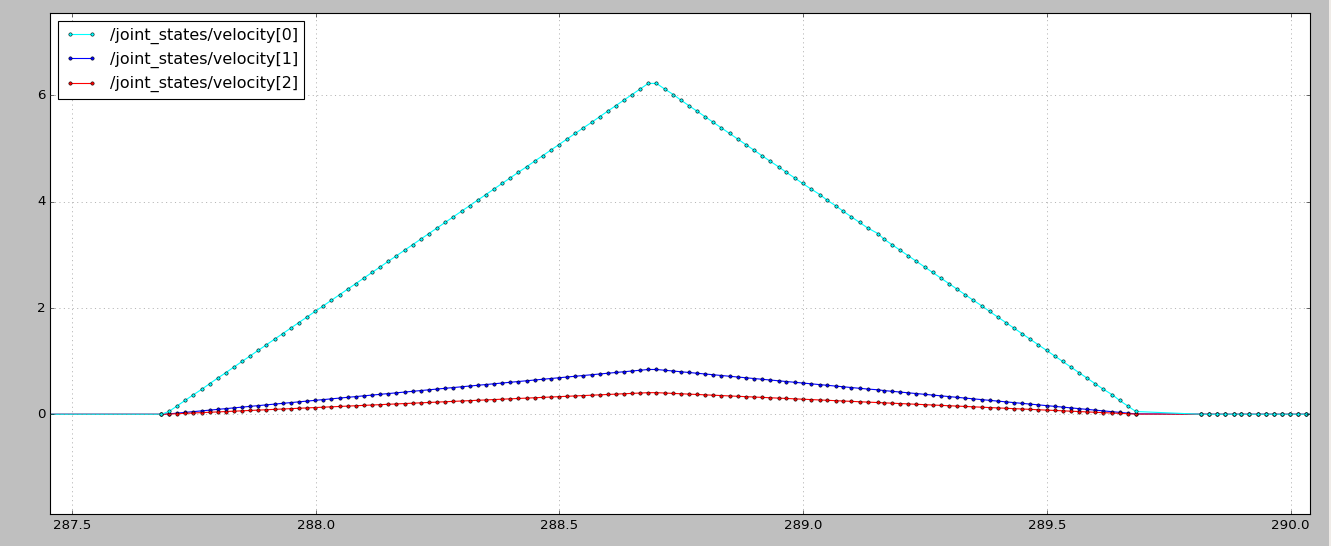 /joint_states/velocity[0]
/joint_states/velocity[1]
/joint_states/velocity[2]
6
4
2
0
287.5 288.0 288.5 289.0 289.5 290.0